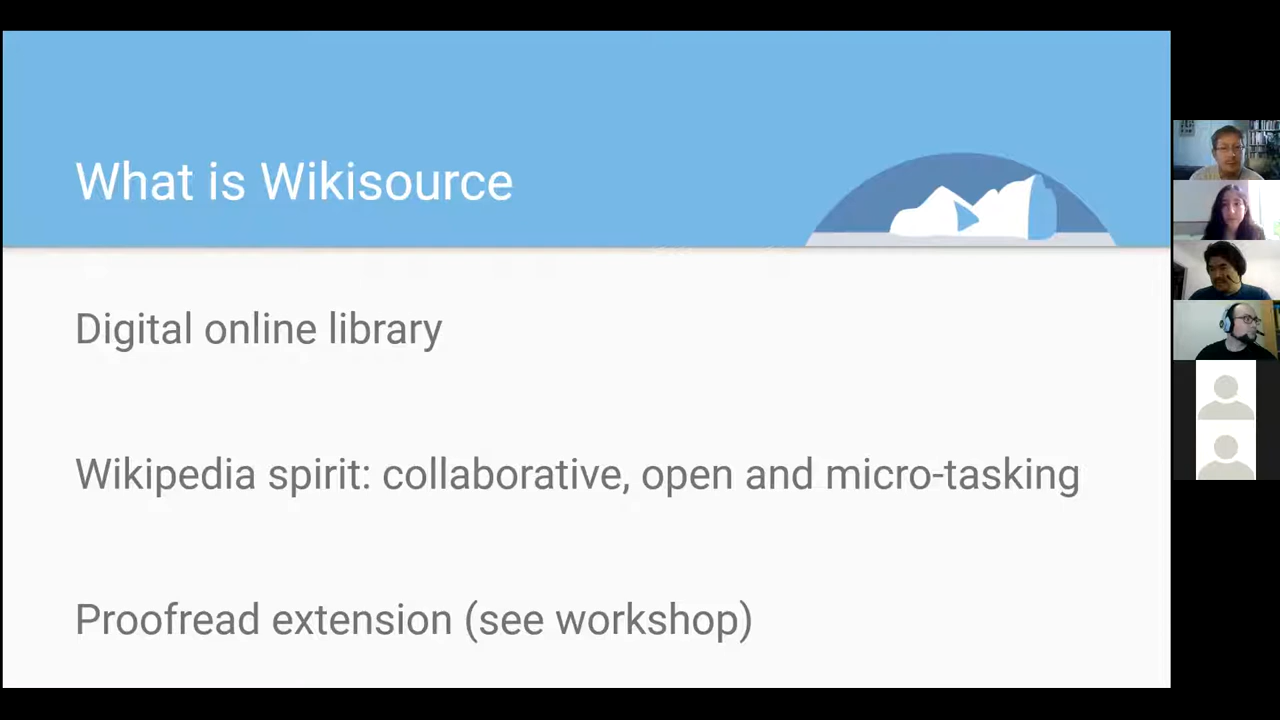 What is Wikisource
Digital online library
Wikipedia spirit: collaborative, open and micro-tasking
Proofread extension (see workshop)